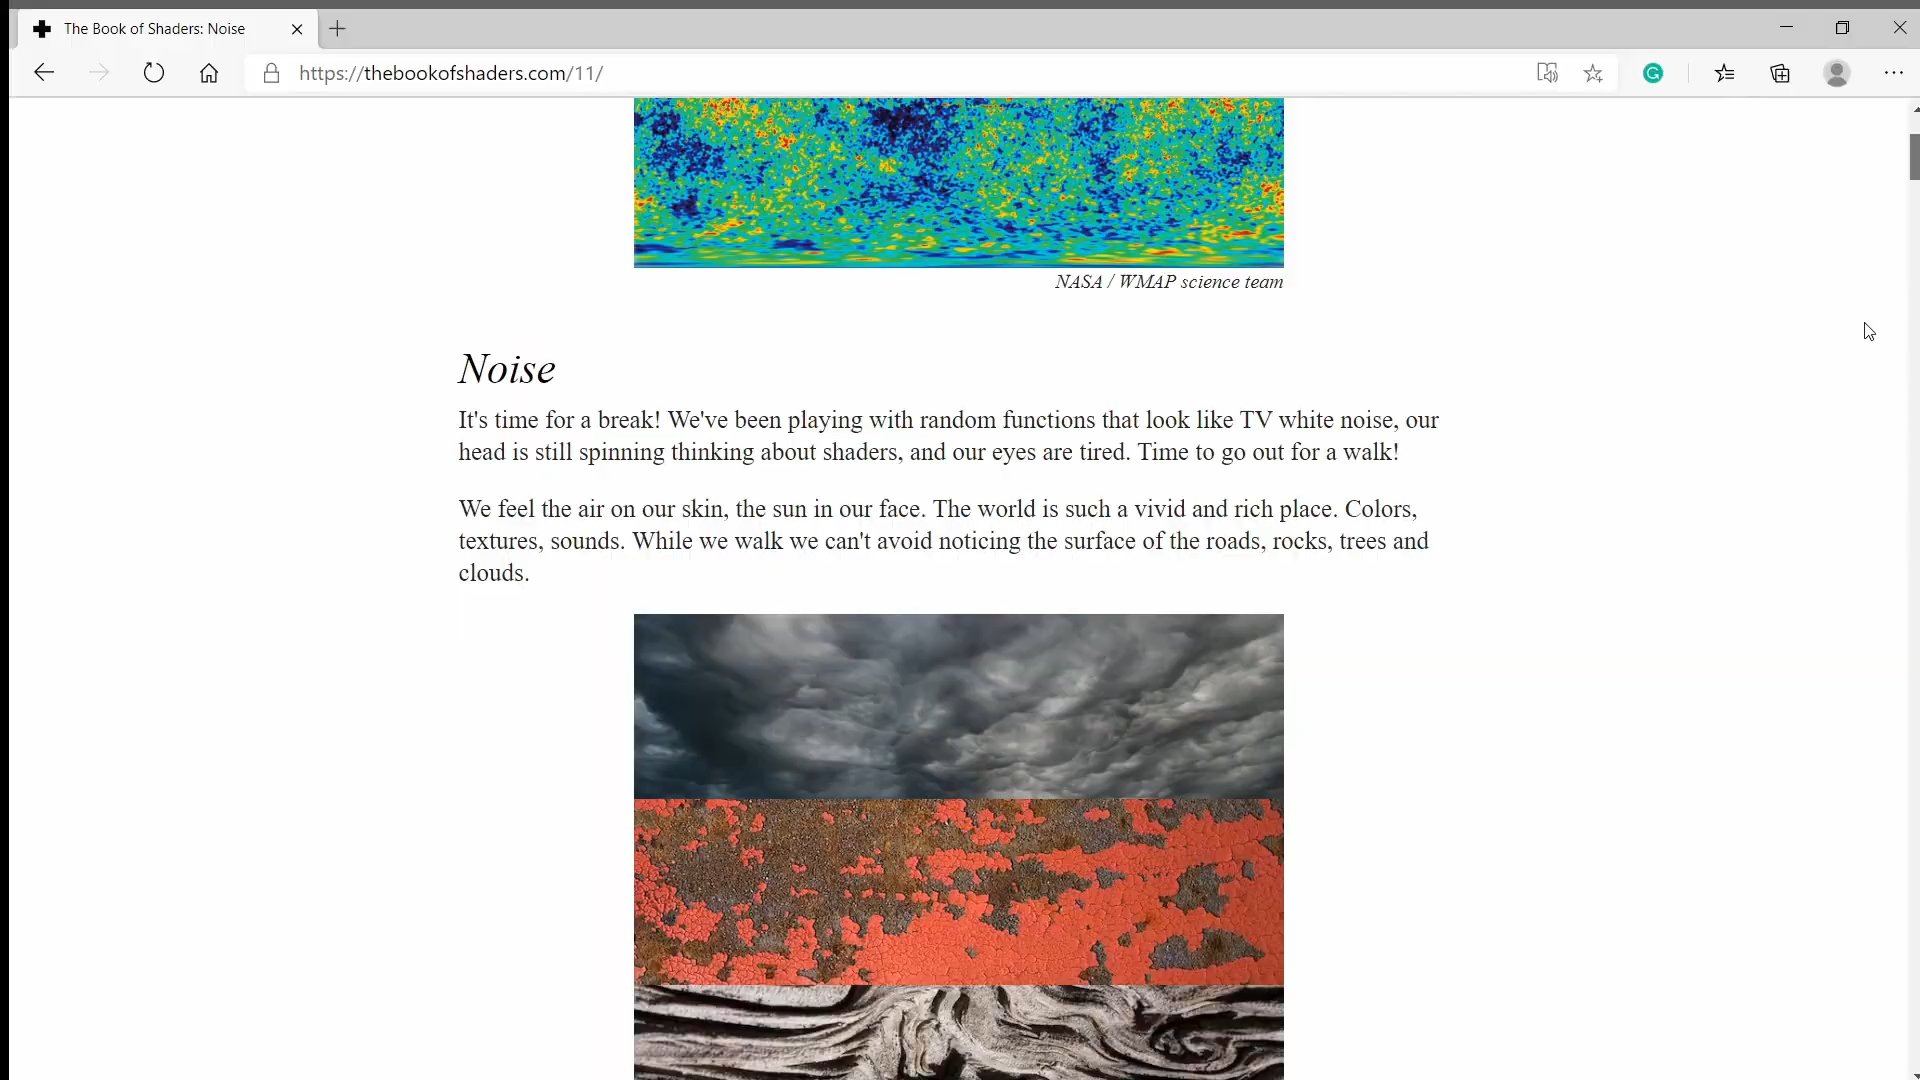 The Book of Shaders: Noise
https://thebookofshaders.com/11/
NASA / WMAP science team
Noise
It's time for a break! We've been playing with random functions that look like TV white noise, our
head is still spinning thinking about shaders, and our eyes are tired. Time to go out for a walk!
We feel the air on our skin, the sun in our face. The world is such a vivid and rich place. Colors,
textures, sounds. While we walk we can't avoid noticing the surface of the roads, rocks, trees and
clouds.